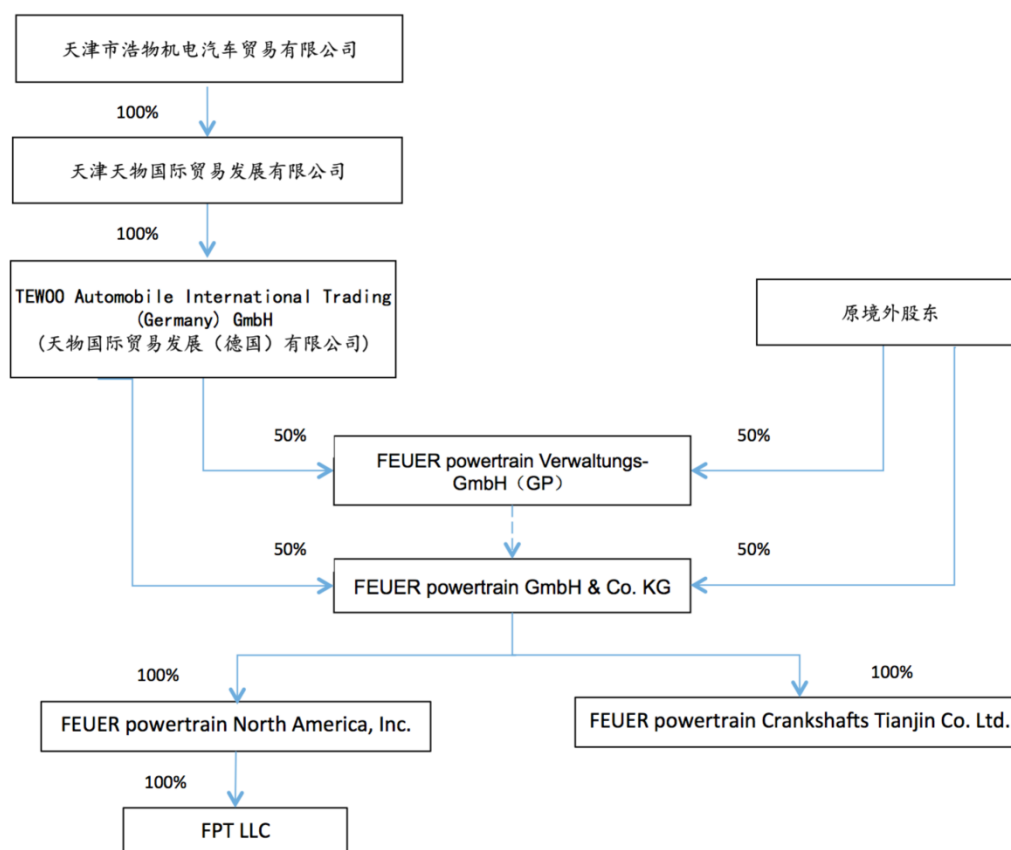 天津市浩物机电汽车贸易有限公司
100%
天津天物国际贸易发展有限公司
100%
TEWOO Automobile International Trading
(Germany) GmbH
(天物国际贸易发展（德国）有限公司)
原境外股东
50%
50%
FEUER powertrain Verwaltungs-
GmbH（GP）
50%
50%
FEUER powertrain GmbH & Co. KG
100%
100%
FEUER powertrain North America, Inc.
FEUER powertrain Crankshafts Tianjin Co. Ltd.
100%
FPT LLC